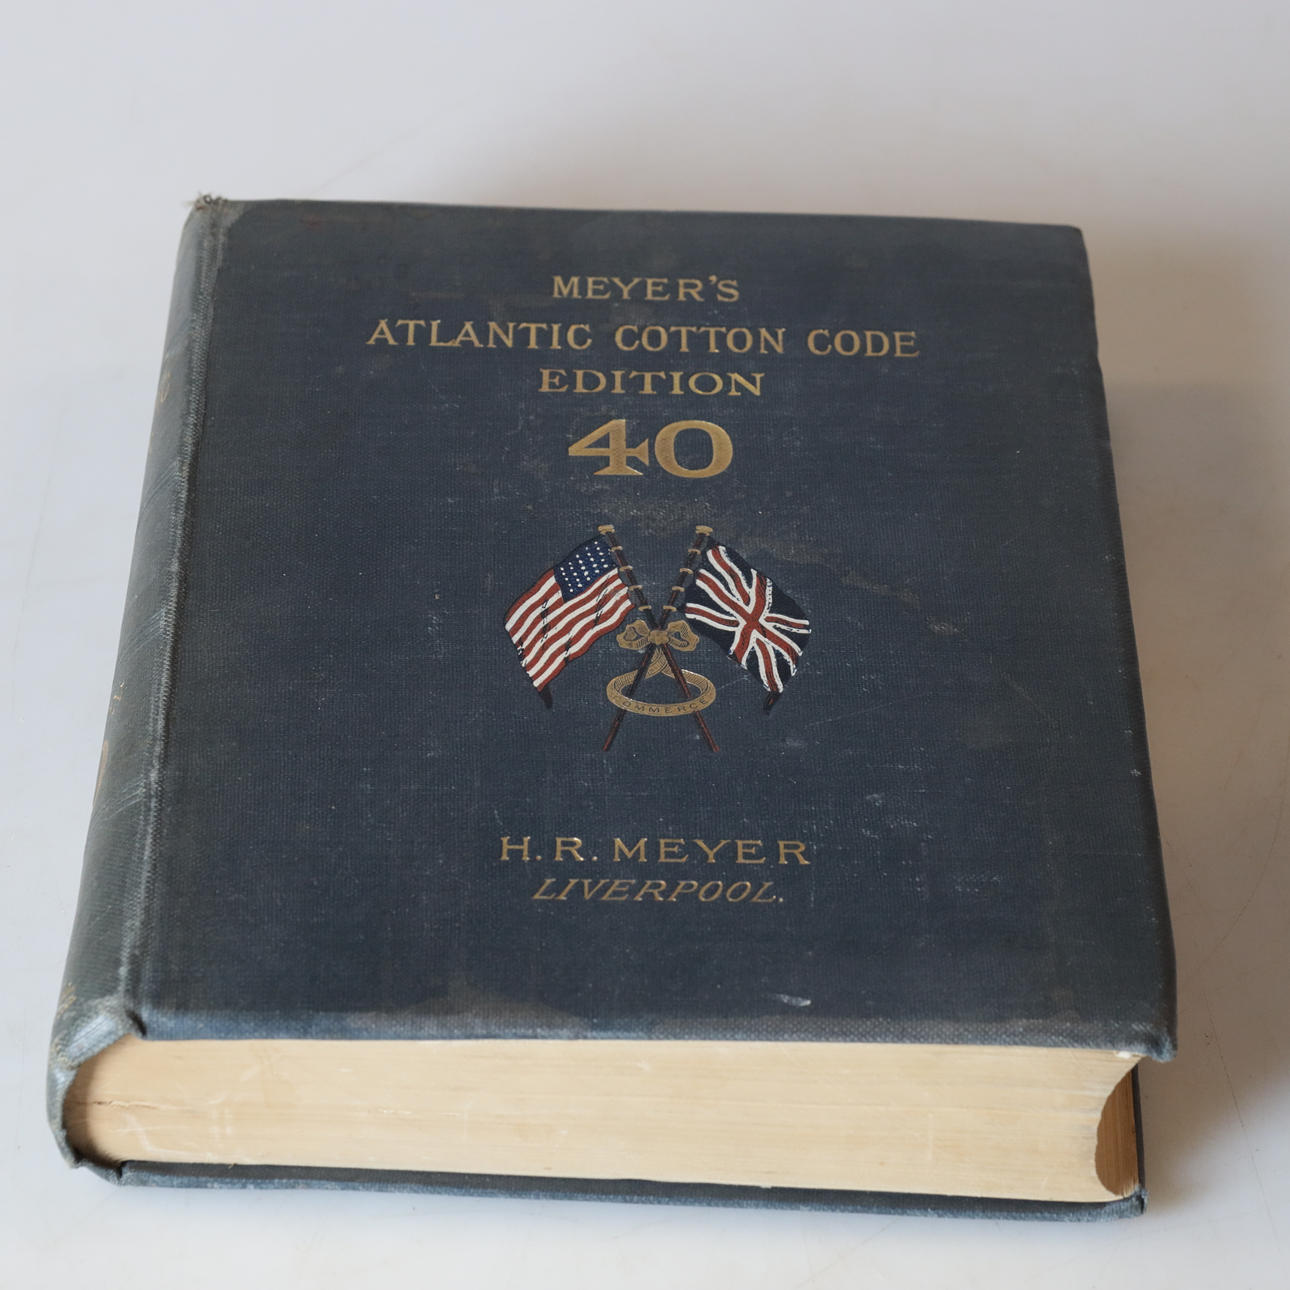 MEYER'S
ATLANTIC COTTON CODE
EDITION
40
COMMERCE
H. R. MEYER
LIVERPOOL.